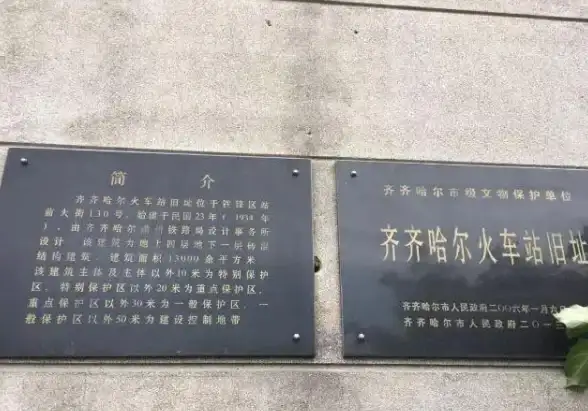 简 介
齐齐哈尔火车站旧址位于铁锋区站
前大街130号,始建于民国23年(1934年
),由齐齐哈尔 铁路局设计事务所
设计 该建筑为地上四层地下一层砖混
结构建筑,建筑面积13000余平方米
该建筑主体及主体以外10米为特别保护
区,特别保护区以外20米为重点保护区,
重点保护区以外30米为一般保护区,一
般保护区以外50米为建设控制地带
齐齐哈尔市级文物保护单位
齐齐哈尔火车站旧址
齐齐哈尔市人民政府二〇〇六年一月
齐齐哈尔市人民政府二〇一